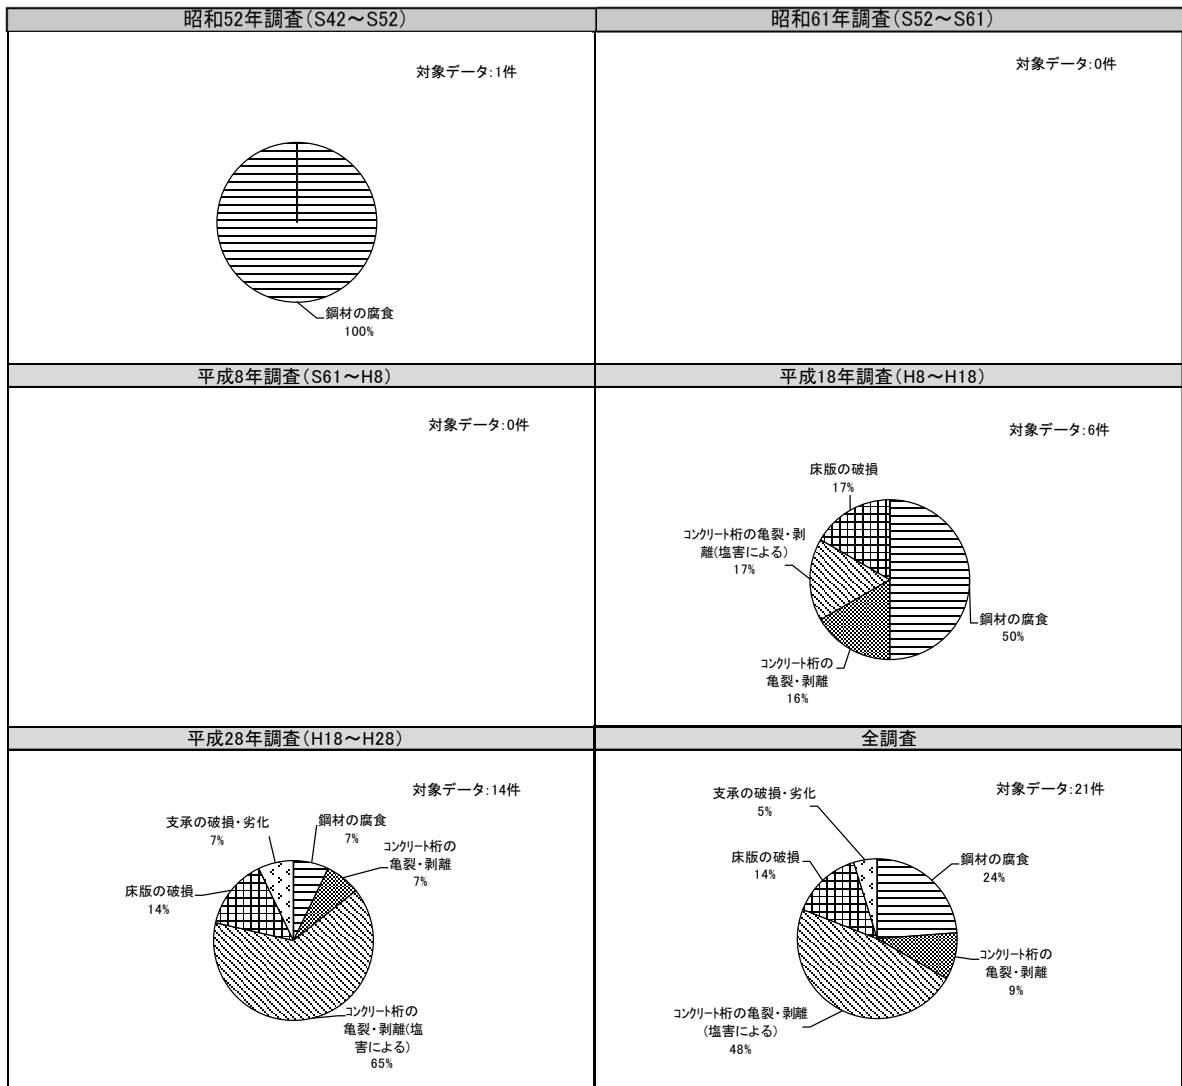 昭和52年調査(S42～S52)
対象データ:1件
鋼材の腐食
100%
昭和61年調査(S52～S61)
対象データ:0件
平成8年調査(S61～H8)
対象データ:0件
平成18年調査(H8～H18)
対象データ:6件
床版の破損
17%
ｺﾝｸﾘｰﾄ桁の亀裂・剥
離(塩害による)
17%
鋼材の腐食
50%
ｺﾝｸﾘｰﾄ桁の
亀裂・剥離
16%
平成28年調査(H18～H28)
対象データ:14件
支承の破損・劣化
7%
鋼材の腐食
7%
ｺﾝｸﾘｰﾄ桁の
亀裂・剥離
7%
床版の破損
14%
ｺﾝｸﾘｰﾄ桁の
亀裂・剥離(塩
害による)
65%
全調査
対象データ:21件
支承の破損・劣化
5%
床版の破損
14%
鋼材の腐食
24%
ｺﾝｸﾘｰﾄ桁の
亀裂・剥離
9%
ｺﾝｸﾘｰﾄ桁の亀裂・剥離
(塩害による)
48%